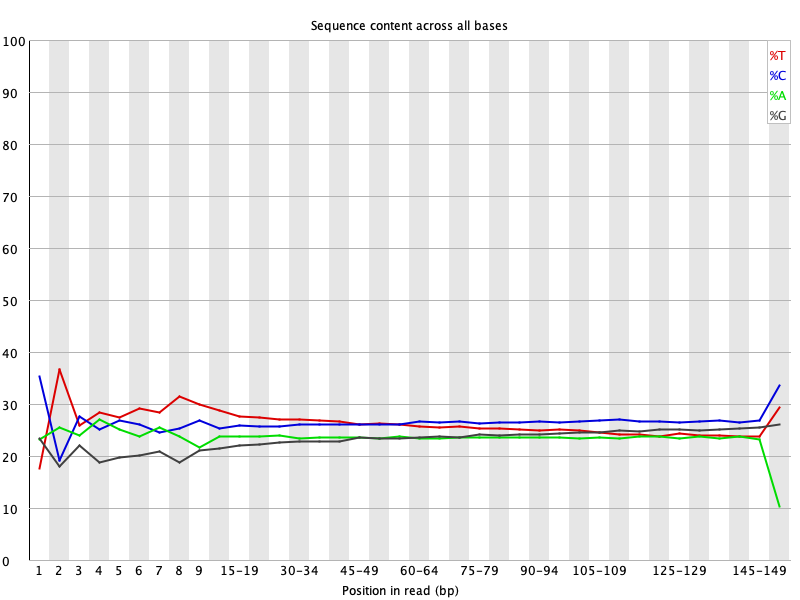 Sequence content across all bases
100
90
80
70
60
50
40
30
20
10
0
%T
%C
%A
%G
1 2 3 4 5 6 7 8 9 15-19 30-34 45-49 60-64 75-79 90-94 105-109 125-129 145-149
Position in read (bp)